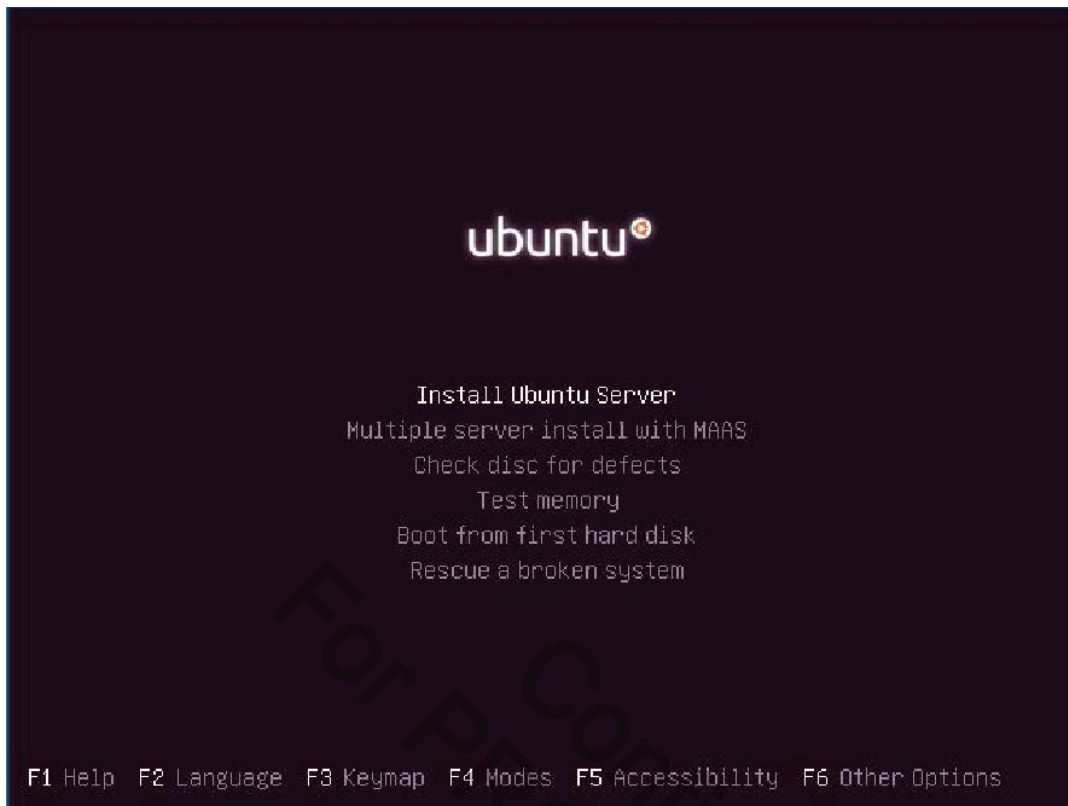 ubuntu
Install Ubuntu Server
Multiple server install with MAAS
Check disc for defects
Test memory
Boot from first hard disk
Rescue a broken system
For
F1 Help F2 Language F3 Keymap F4 Modes F5 Accessibility F6 Other Options